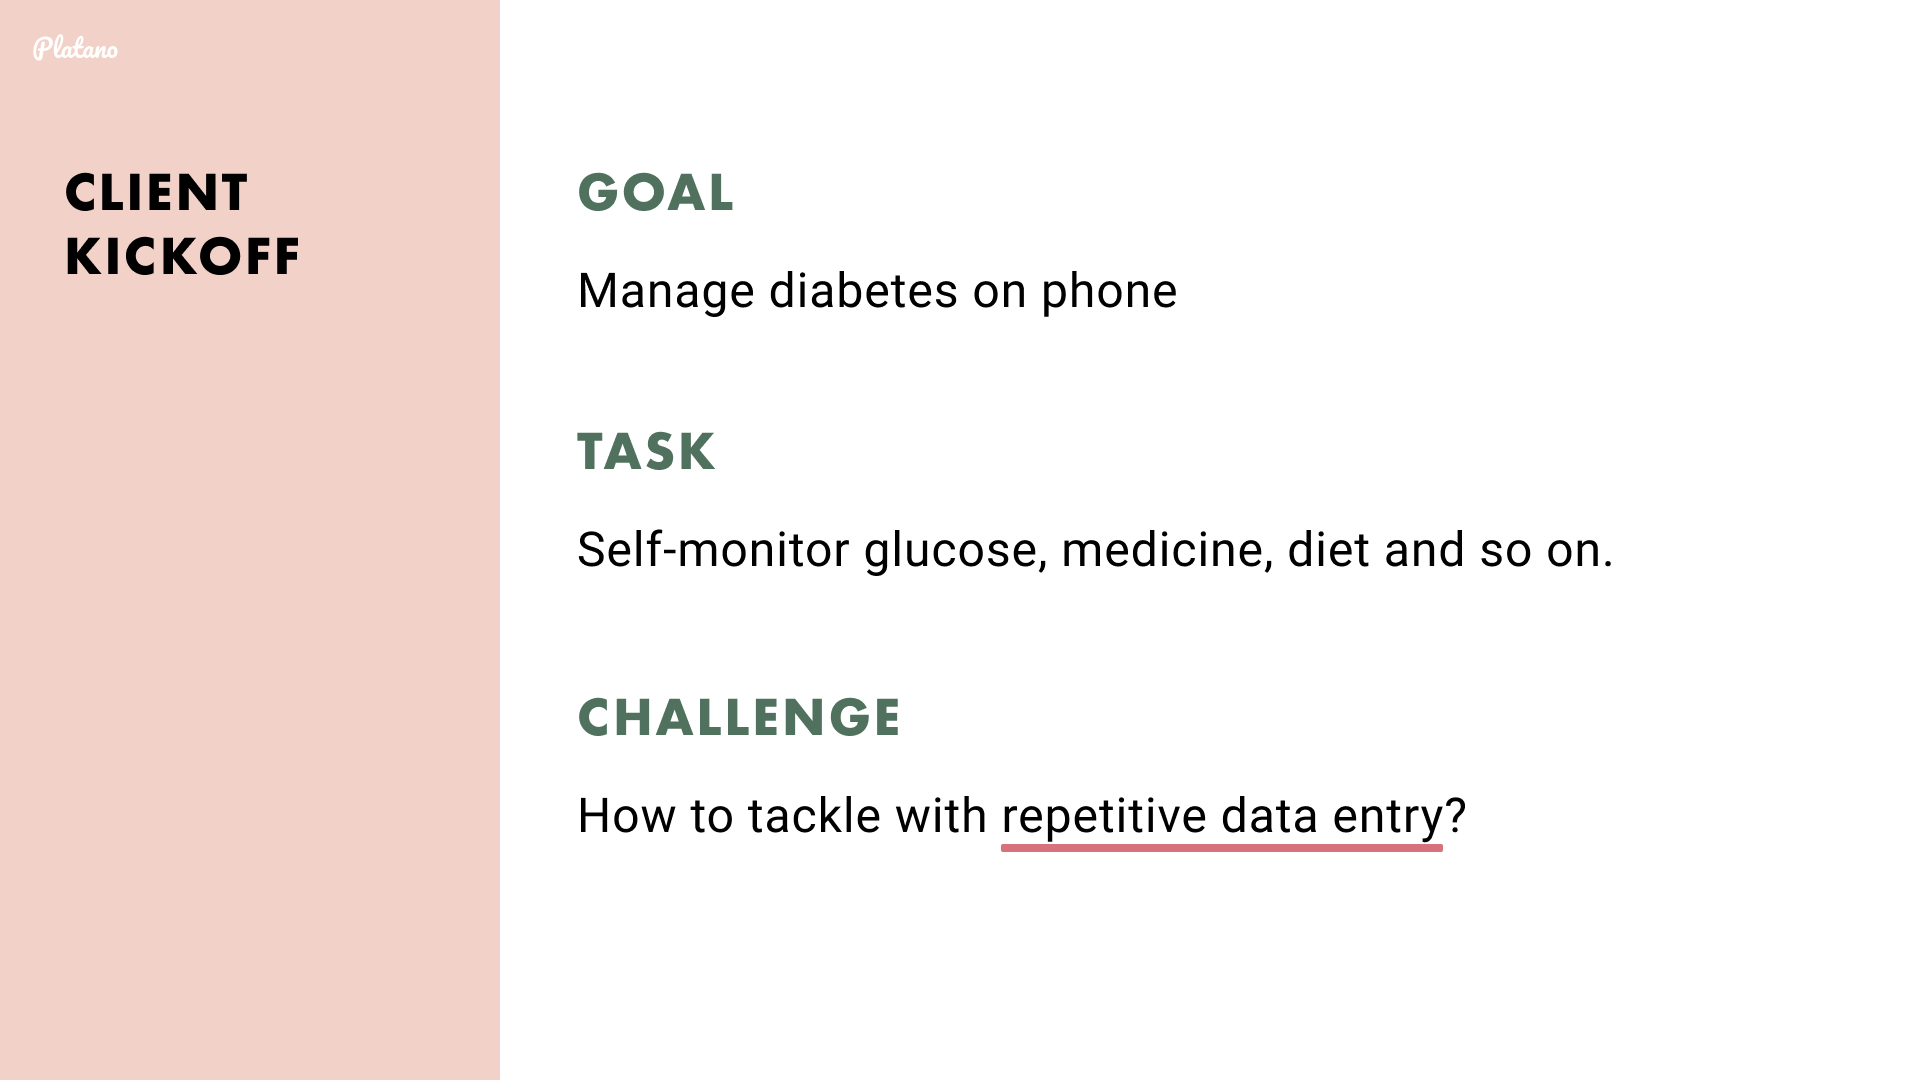 Platano
CLIENT
KICKOFF
GOAL
Manage diabetes on phone
TASK
Self-monitor glucose, medicine, diet and so on.
CHALLENGE
How to tackle with repetitive data entry?